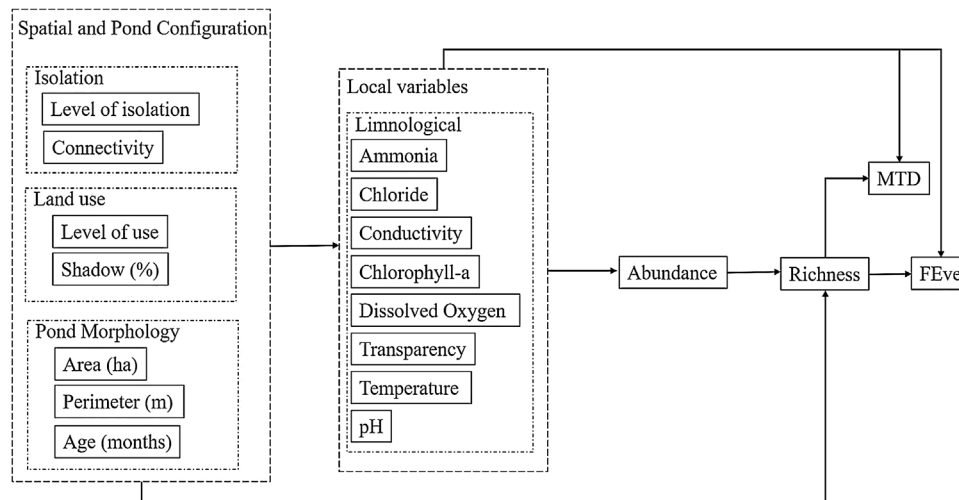 Spatial and Pond Configuration
Isolation
Level of isolation
Connectivity
Land use
Level of use
Shadow (%)
Pond Morphology
Area (ha)
Perimeter (m)
Age (months)
Local variables
Limnological
Ammonia
Chloride
Conductivity
Chlorophyll-a
Dissolved Oxygen
Transparency
Temperature
pH
Abundance
Richness
MTD
FEve